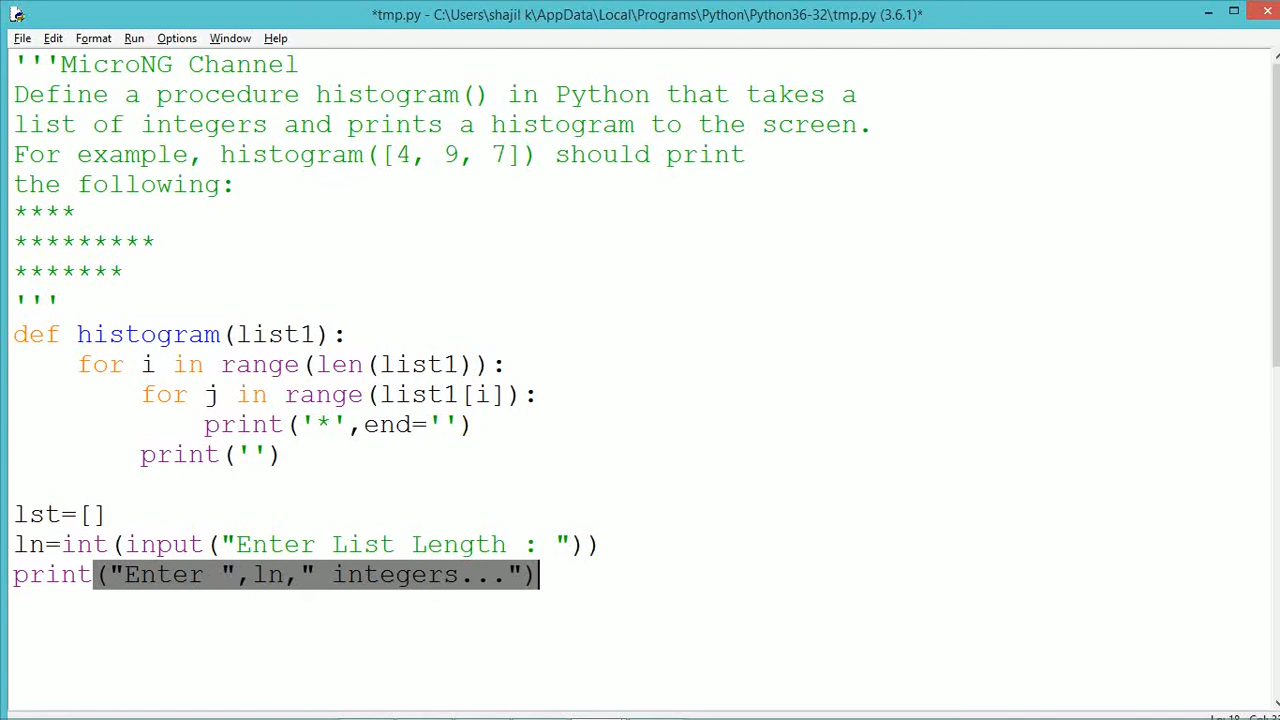 *tmp.py - C:\Users\shajil k\AppData\Local\Programs\Python\Python36-32\tmp.py (3.6.1)*
File Edit Format Run Options Window Help
'''MicroNG Channel
Define a procedure histogram() in Python that takes a
list of integers and prints a histogram to the screen.
For example, histogram([4, 9, 7]) should print
the following:
****
*********
*******
'''
def histogram(list1):
    for i in range(len(list1)):
        for j in range(list1[i]):
            print('*',end='')
        print('')
lst=[]
ln=int(input("Enter List Length : "))
print("Enter ",ln," integers...")